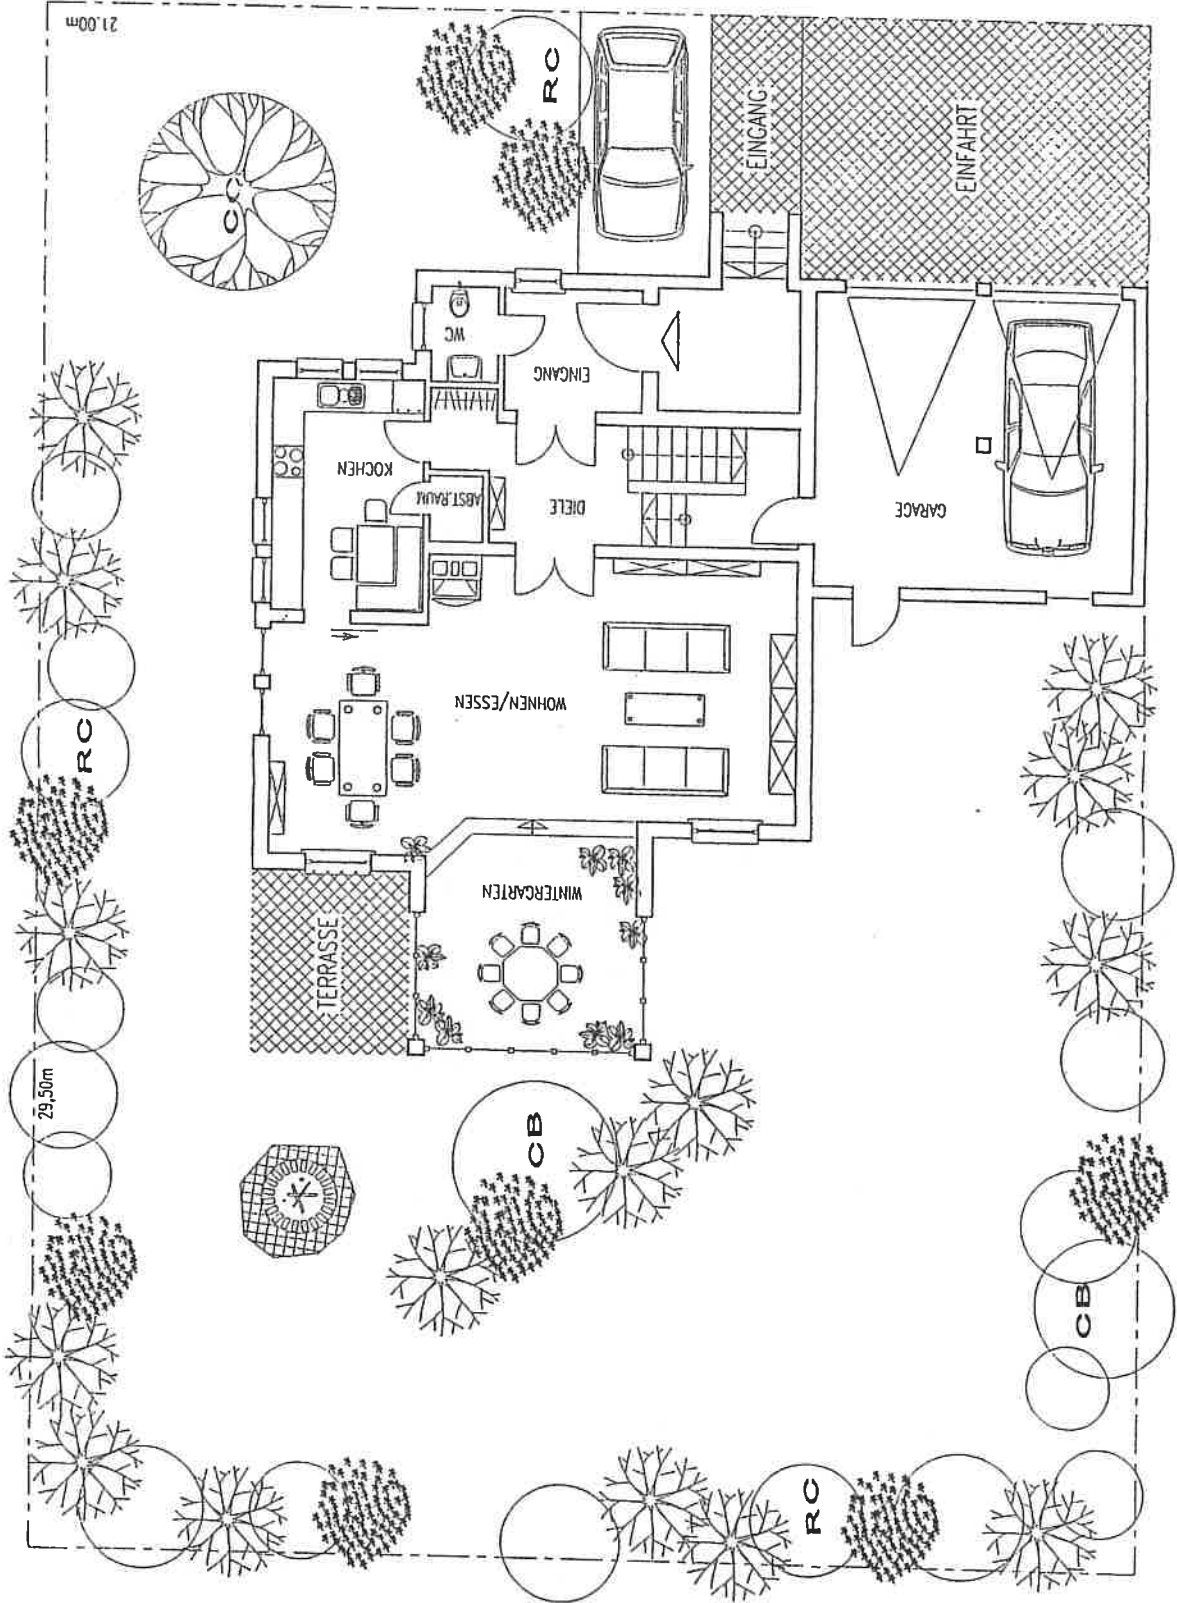 21.00m
CC
RC
EINGANG
EINFAHRT
WC
EINGANG
KOCHEN
ABST.RAUM
DIELE
GARAGE
RC
WOHNEN/ESSEN
TERRASSE
WINTERGARTEN
29,50m
CB
CB
RC